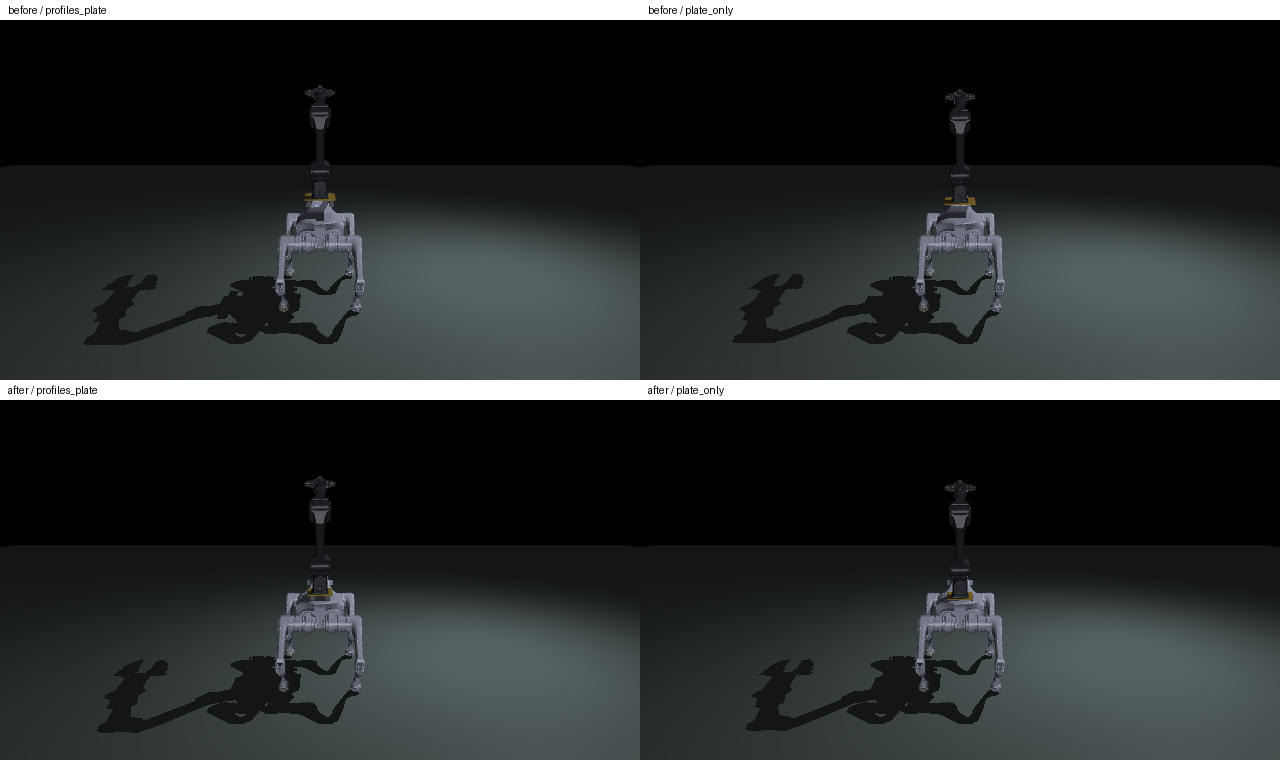 before / profiles_plate
before / plate_only
after / profiles_plate
after / plate_only